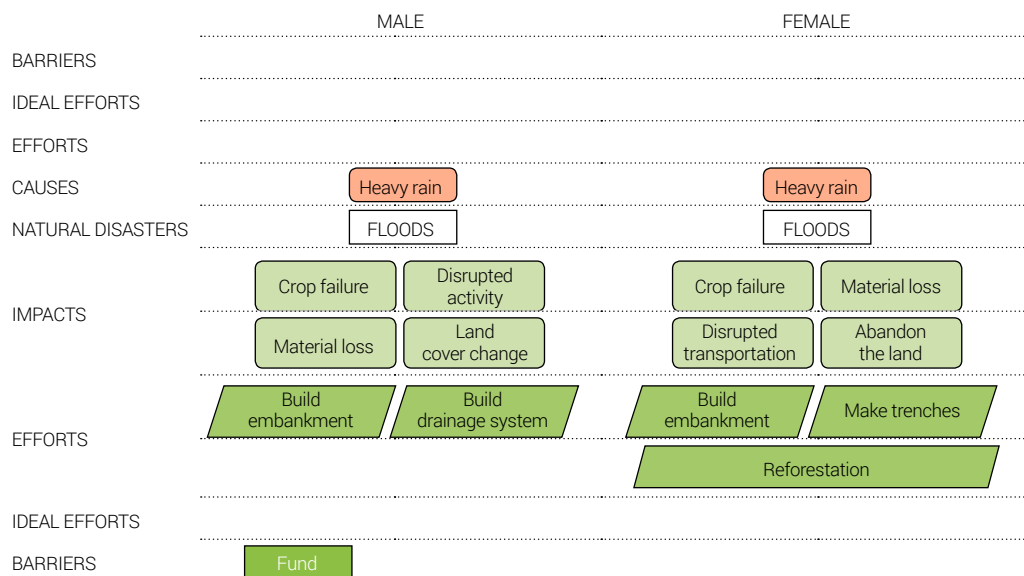 MALE FEMALE
BARRIERS
IDEAL EFFORTS
EFFORTS
CAUSES
Heavy rain
Heavy rain
NATURAL DISASTERS
FLOODS
FLOODS
IMPACTS
Crop failure
Disrupted
activity
Crop failure
Material loss
Material loss
Land
cover change
Disrupted
transportation
Abandon
the land
EFFORTS
Build
embankment
Build
drainage system
Build
embankment
Make trenches
Reforestation
IDEAL EFFORTS
BARRIERS
Fund